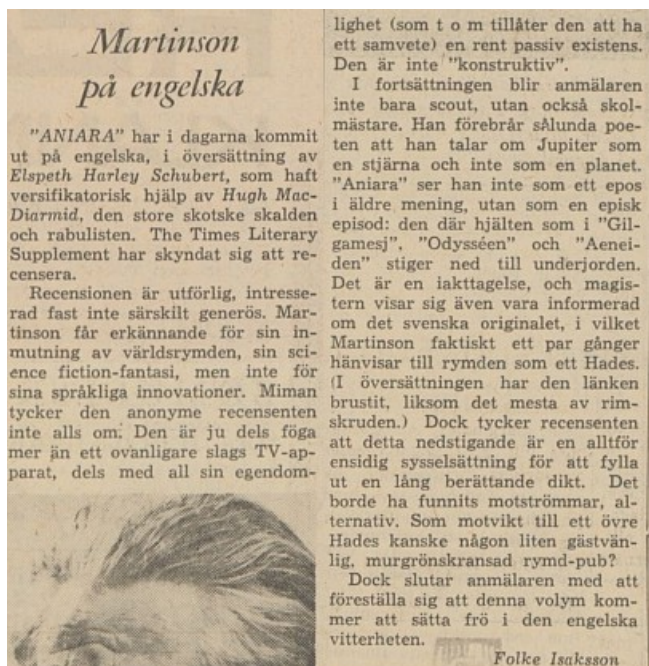 Martinson
på engelska
"ANIARA" har i dagarna kommit
ut på engelska, i översättning av
Elspeth Harley Schubert, som haft
versifikatorisk hjälp av Hugh Mac-
Diarmid, den store skotske skalden
och rabulisten. The Times Literary
Supplement har skyndat sig att re-
censera.
Recensionen är utförlig, intresse-
rad fast inte särskilt generös. Mar-
tinson får erkännande för sin in-
mutning av världsrymden, sin sci-
ence fiction-fantasi, men inte för
sina språkliga innovationer. Miman
tycker den anonyme recensenten
inte alls om. Den är ju dels föga
mer än ett ovanligare slags TV-ap-
parat, dels med all sin egendom-
lighet (som t o m tillåter den att ha
ett samvete) en rent passiv existens.
Den är inte "konstruktiv".
I fortsättningen blir anmälaren
inte bara scout, utan också skol-
mästare. Han förebrår sålunda poe-
ten att han talar om Jupiter som
en stjärna och inte som en planet.
"Aniara" ser han inte som ett epos
i äldre mening, utan som en episk
episod: den där hjälten som i "Gil-
gamesj", "Odysséen" och "Aenei-
den" stiger ned till underjorden.
Det är en iakttagelse, och magis-
tern visar sig även vara informerad
om det svenska originalet, i vilket
Martinson faktiskt ett par gånger
hänvisar till rymden som ett Hades.
(I översättningen har den länken
brustit, liksom det mesta av rim-
skruden.) Dock tycker recensenten
att detta nedstigande är en alltför
ensidig sysselsättning för att fylla
ut en lång berättande dikt. Det
borde ha funnits motströmmar, al-
ternativ. Som motvikt till ett övre
Hades kanske någon liten gästvän-
lig, murgrönskransad rymd-pub?
Dock slutar anmälaren med att
föreställa sig att denna volym kom-
mer att sätta frö i den engelska
vitterheten.
Folke Isaksson